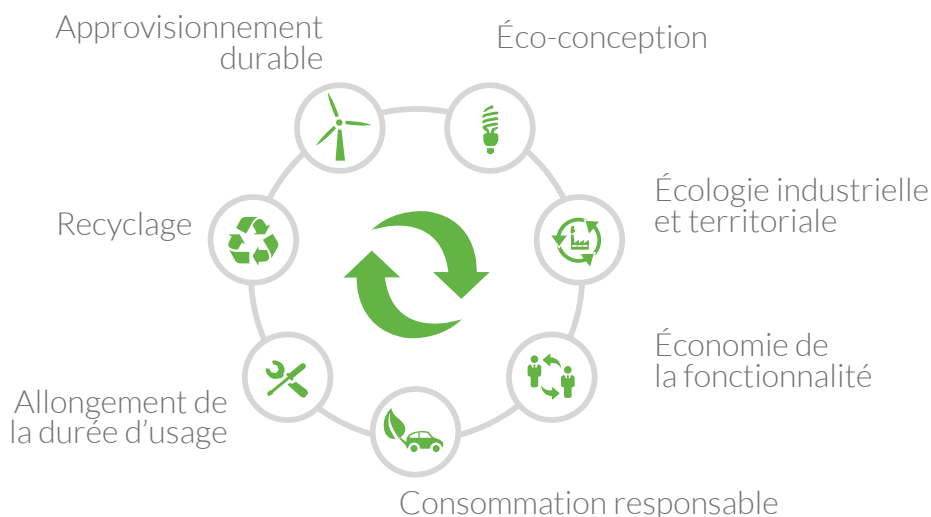 Approvisionnement
durable
Éco-conception
Écologie industrielle
et territoriale
Économie de
la fonctionnalité
Consommation responsable
Allongement de
la durée d'usage
Recyclage